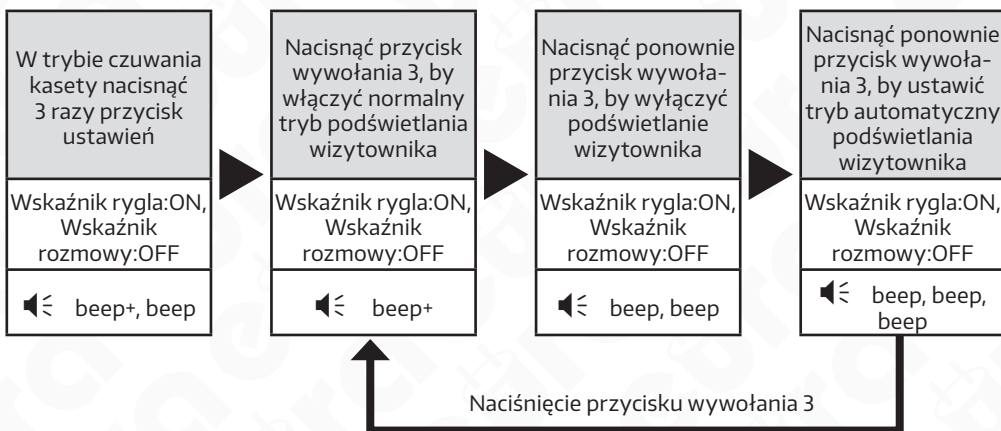 W trybie czuwania
kasety nacisnąć
3 razy przycisk
ustawień
Wskaźnik rygla:ON,
Wskaźnik
rozmowy:OFF
beep+, beep
Nacisnąć przycisk
wywołania 3, by
włączyć normalny
tryb podświetlania
wizytownika
Wskaźnik rygla:ON,
Wskaźnik
rozmowy:OFF
beep+
Nacisnąć ponownie
przycisk wywoła-
nia 3, by wyłączyć
podświetlanie
wizytownika
Wskaźnik rygla:ON,
Wskaźnik
rozmowy:OFF
beep, beep
Nacisnąć ponownie
przycisk wywoła-
nia 3, by ustawić
tryb automatyczny
podświetlania
wizytownika
Wskaźnik rygla:ON,
Wskaźnik
rozmowy:OFF
beep, beep,
beep
Naciśnięcie przycisku wywołania 3